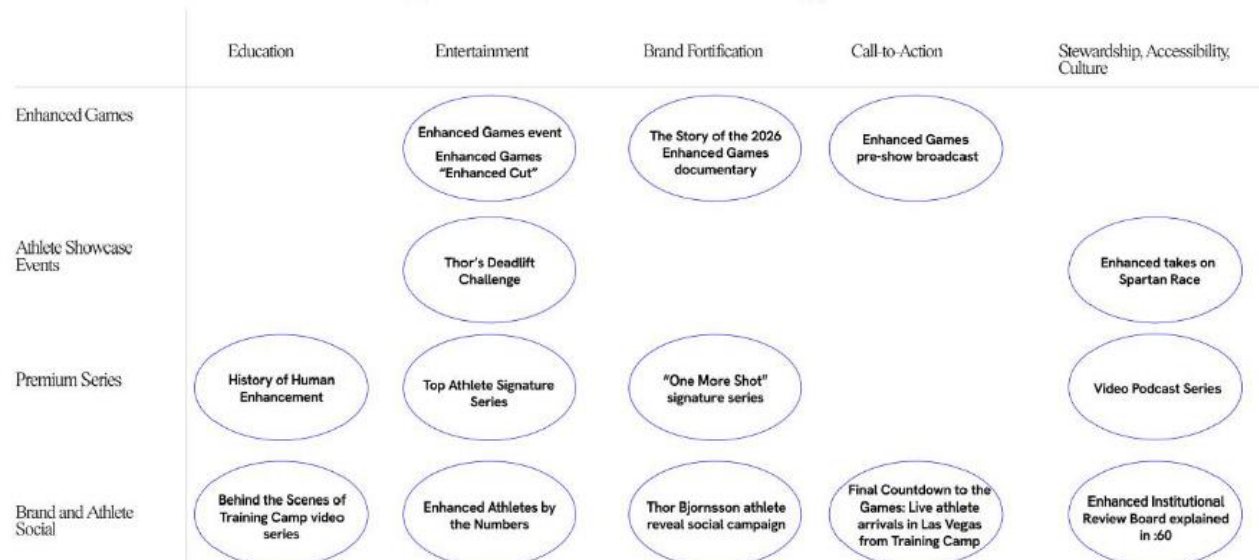 Education
Entertainment
Brand Fortification
Call-to-Action
Stewardship, Accessibility,
Culture
Enhanced Games
Enhanced Games event
Enhanced Games
“Enhanced Cut”
The Story of the 2026
Enhanced Games
documentary
Enhanced Games
pre-show broadcast
Athlete Showcase
Events
Thor’s Deadlift
Challenge
Enhanced takes on
Spartan Race
Premium Series
History of Human
Enhancement
Top Athlete Signature
Series
“One More Shot”
signature series
Video Podcast Series
Brand and Athlete
Social
Behind the Scenes of
Training Camp video
series
Enhanced Athletes by
the Numbers
Thor Bjornsson athlete
reveal social campaign
Final Countdown to the
Games: Live athlete
arrivals in Las Vegas
from Training Camp
Enhanced Institutional
Review Board explained
in :60